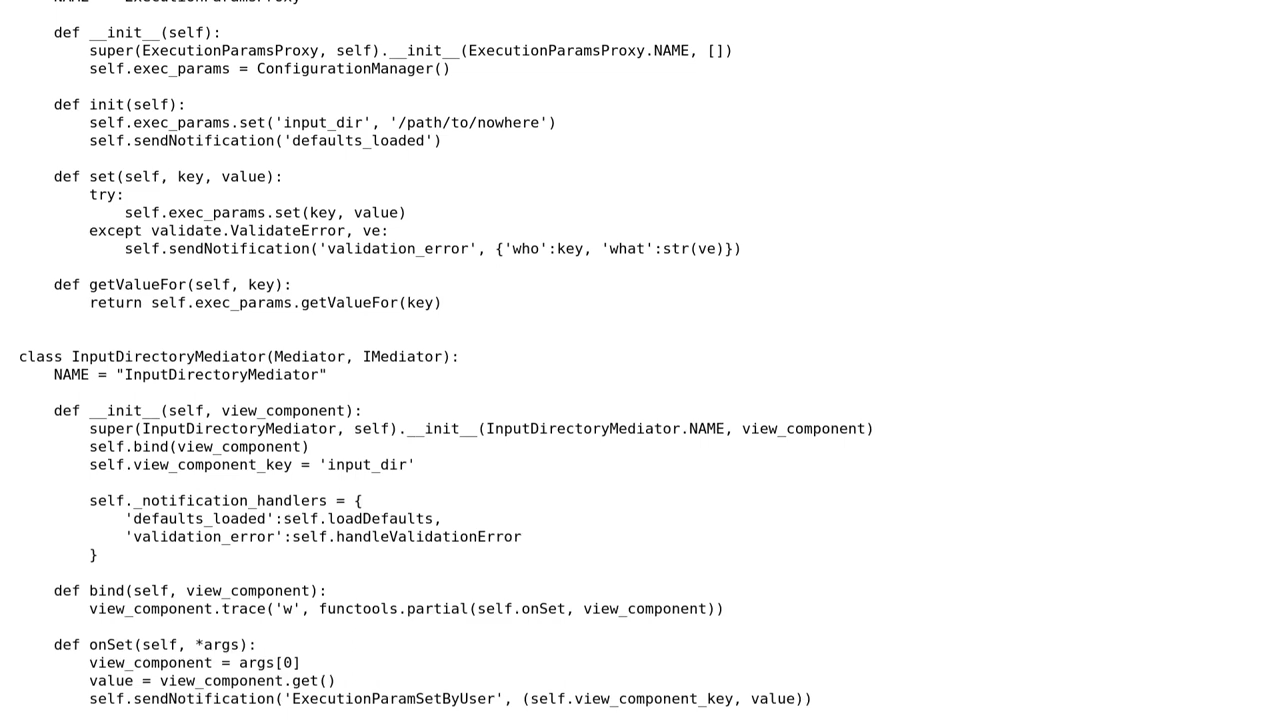 def __init__(self):
super(ExecutionParamsProxy, self).__init__(ExecutionParamsProxy.NAME, [])
self.exec_params = ConfigurationManager()
def init(self):
self.exec_params.set('input_dir', '/path/to/nowhere')
self.sendNotification('defaults_loaded')
def set(self, key, value):
try:
self.exec_params.set(key, value)
except validate.ValidateError, ve:
self.sendNotification('validation_error', {'who':key, 'what':str(ve)})
def getValueFor(self, key):
return self.exec_params.getValueFor(key)
class InputDirectoryMediator(Mediator, IMediator):
NAME = "InputDirectoryMediator"
def __init__(self, view_component):
super(InputDirectoryMediator, self).__init__(InputDirectoryMediator.NAME, view_component)
self.bind(view_component)
self.view_component_key = 'input_dir'
self._notification_handlers = {
'defaults_loaded':self.loadDefaults,
'validation_error':self.handleValidationError
}
def bind(self, view_component):
view_component.trace('w', functools.partial(self.onSet, view_component))
def onSet(self, *args):
view_component = args[0]
value = view_component.get()
self.sendNotification('ExecutionParamSetByUser', (self.view_component_key, value))